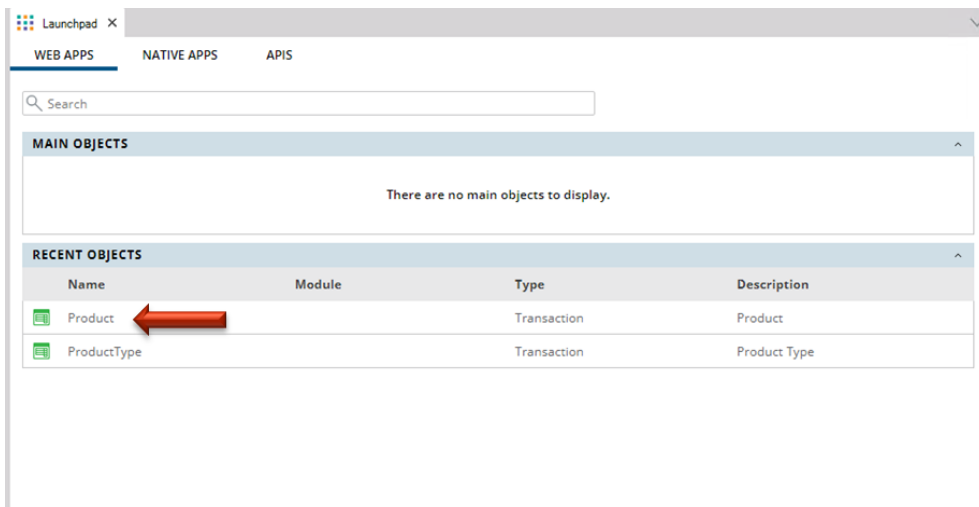 Launchpad
WEB APPS NATIVE APPS APIS
Search
MAIN OBJECTS
There are no main objects to display.
RECENT OBJECTS
Name Module Type Description
Product Transaction Product
ProductType Transaction Product Type